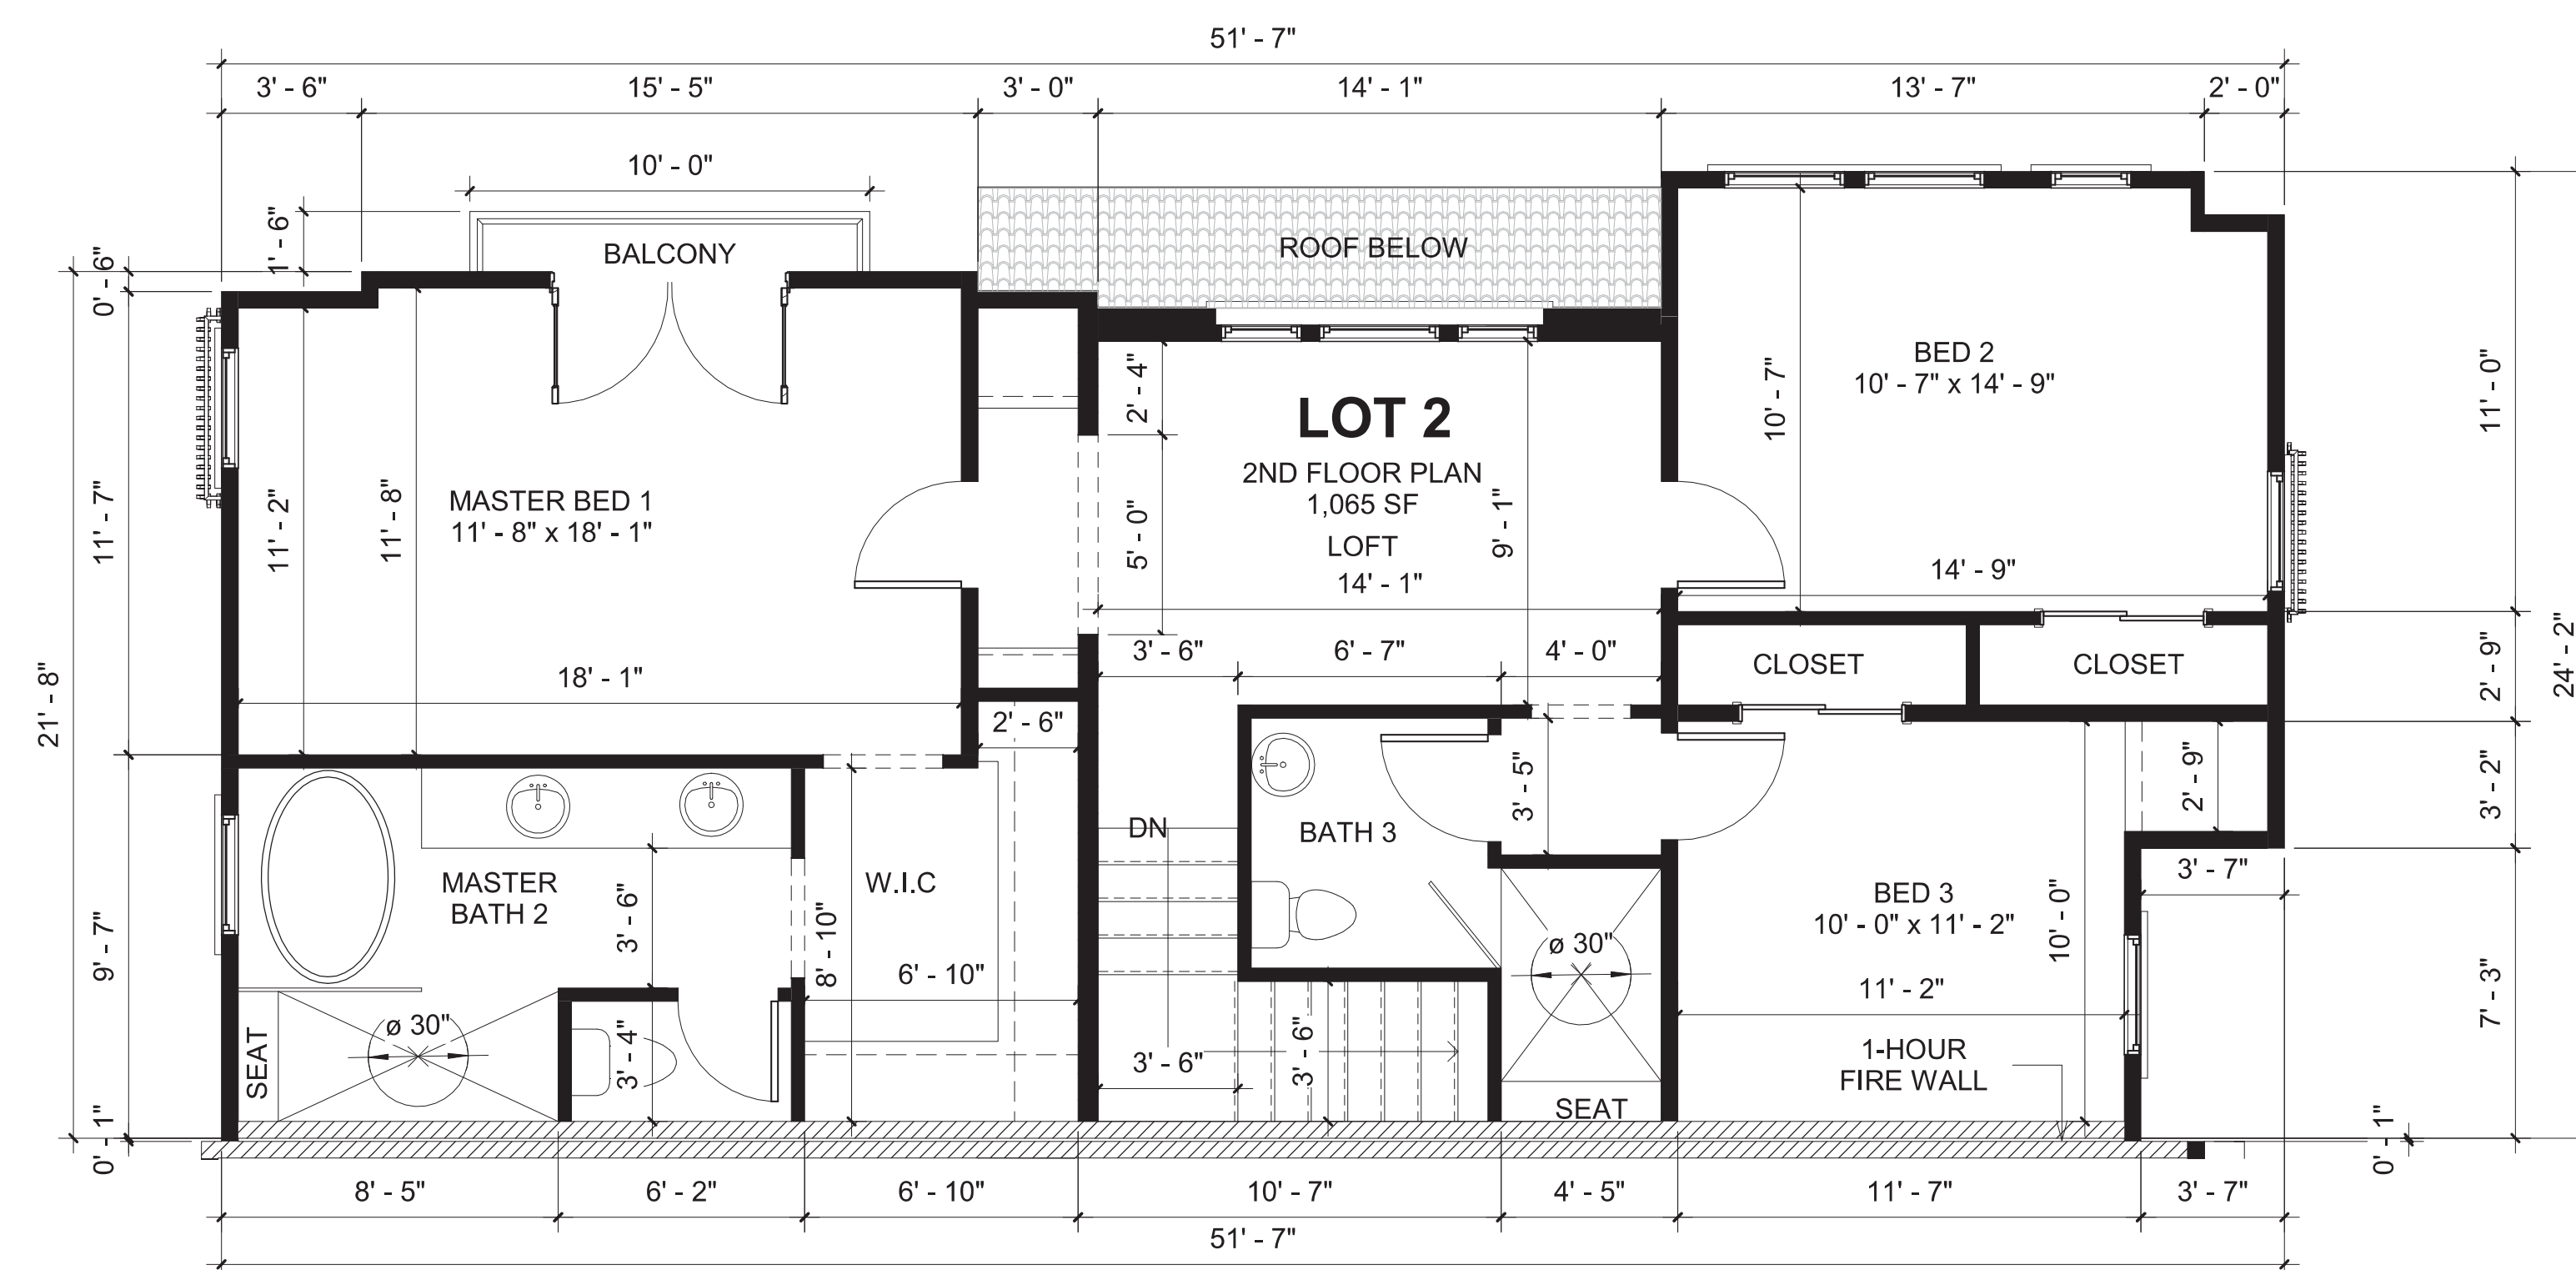 51' - 7"
3' - 6" 15' - 5" 3' - 0" 14' - 1" 13' - 7" 2' - 0"
10' - 0"
1' - 6"
0' - 6"
BALCONY
ROOF BELOW
BED 2
10' - 7" x 14' - 9"
10' - 7"
11' - 0"
2' - 4"
LOT 2
2ND FLOOR PLAN
1,065 SF
LOFT
14' - 1"
9' - 1"
5' - 0"
MASTER BED 1
11' - 8" x 18' - 1"
11' - 7"
11' - 2"
11' - 8"
14' - 9"
3' - 6" 6' - 7" 4' - 0"
CLOSET
CLOSET
2' - 9"
24' - 2"
21' - 8"
18' - 1"
2' - 6"
3' - 5"
2' - 9"
3' - 2"
DN
BATH 3
MASTER
BATH 2
3' - 6"
W.I.C
8' - 10"
6' - 10"
9' - 7"
3' - 7"
BED 3
10' - 0" x 11' - 2"
10' - 0"
11' - 2"
7' - 3"
ø 30"
ø 30"
SEAT
3' - 4"
3' - 6"
3' - 6"
1-HOUR
FIRE WALL
SEAT
0' - 1"
0' - 1"
8' - 5" 6' - 2" 6' - 10" 10' - 7" 4' - 5" 11' - 7" 3' - 7"
51' - 7"